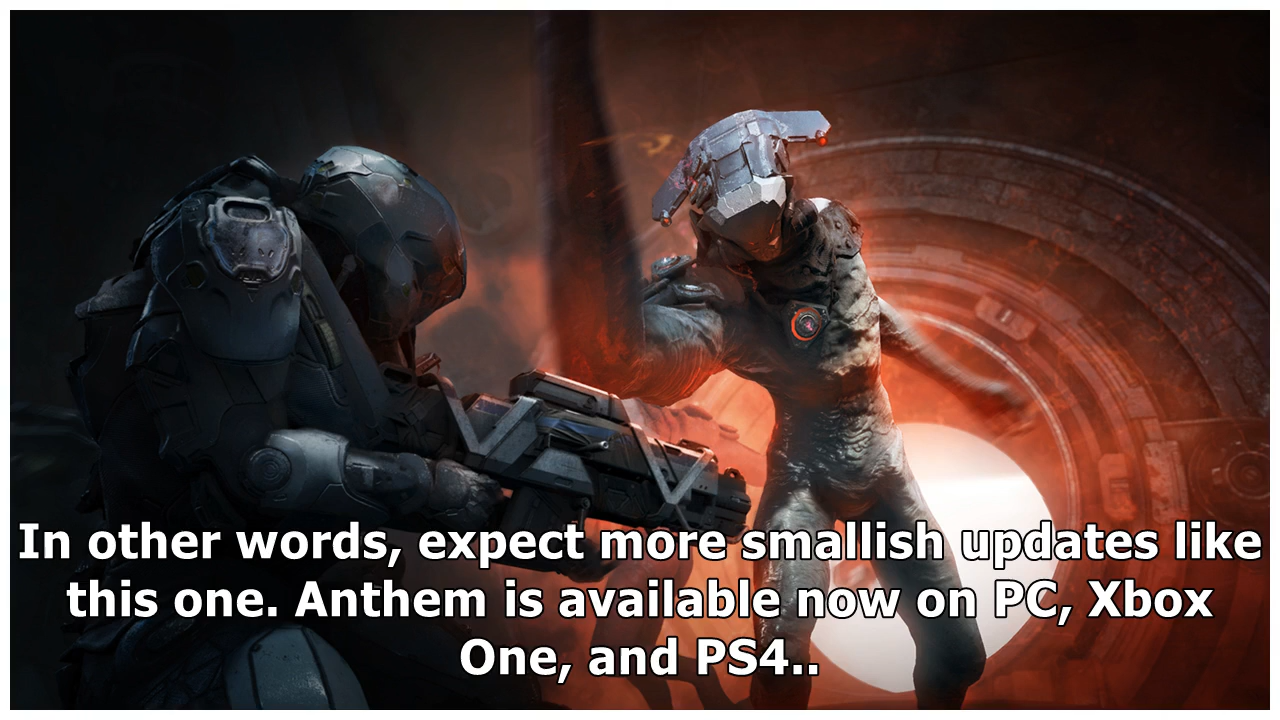 In other words, expect more smallish updates like
this one. Anthem is available now on PC, Xbox
One, and PS4..